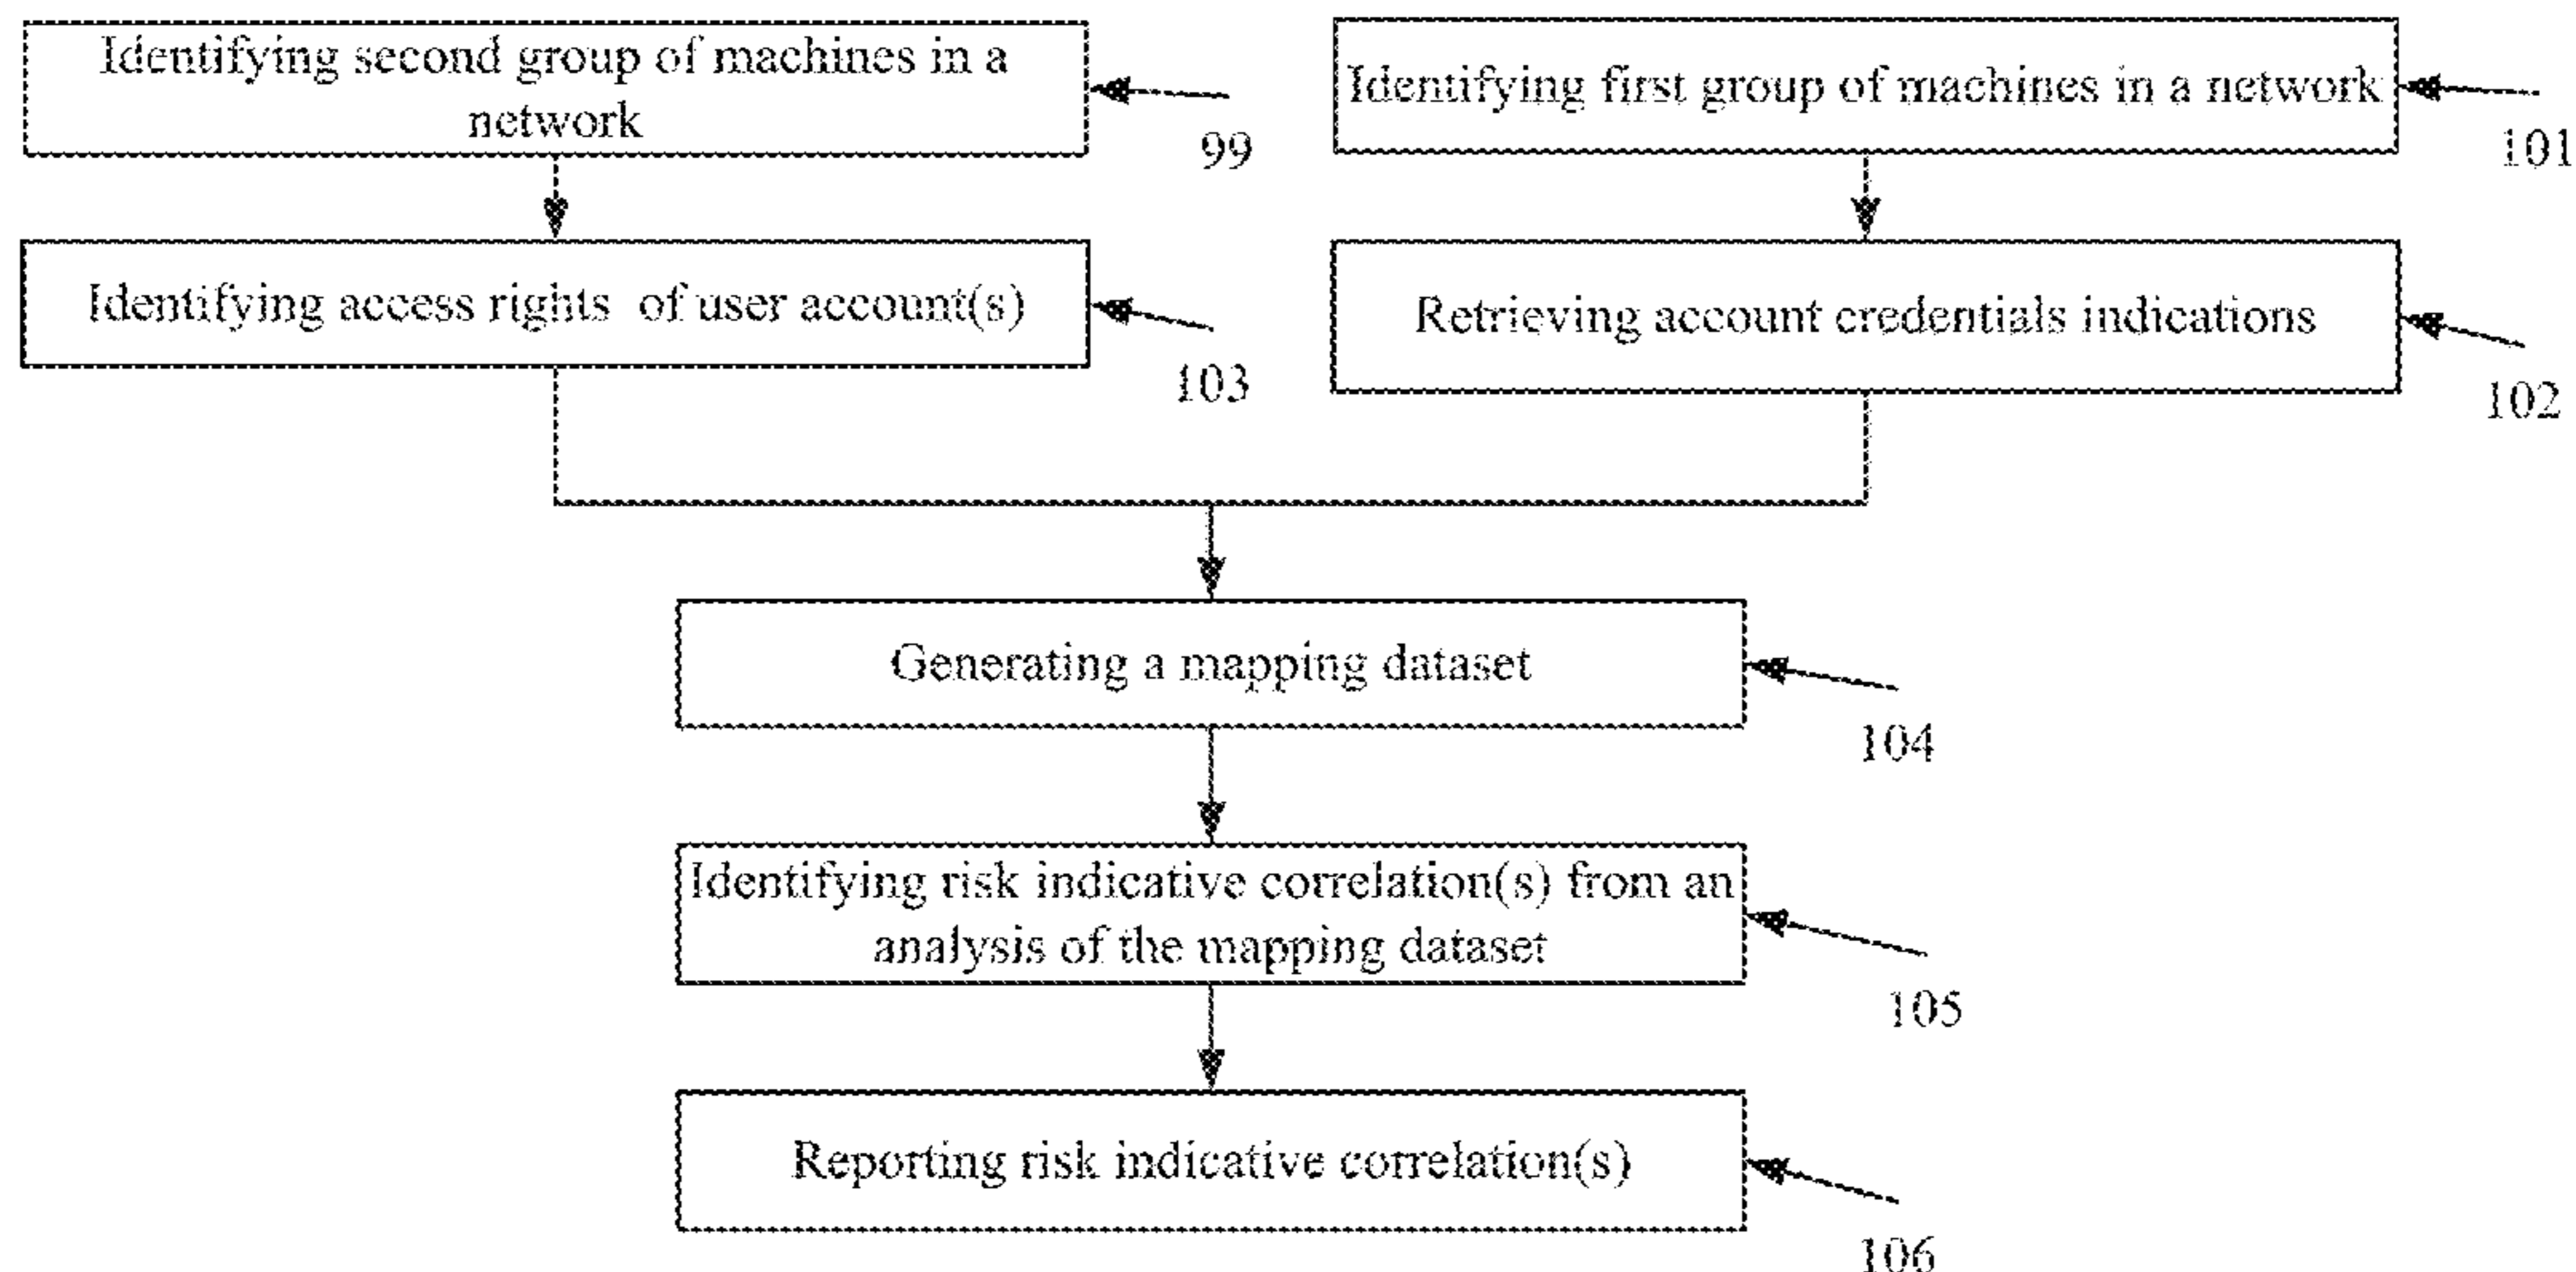 Identifying second group of machines in a
network
99
Identifying first group of machines in a network
101
Identifying access rights of user account(s)
103
Retrieving account credentials indications
102
Generating a mapping dataset
104
Identifying risk indicative correlation(s) from an
analysis of the mapping dataset
105
Reporting risk indicative correlation(s)
106